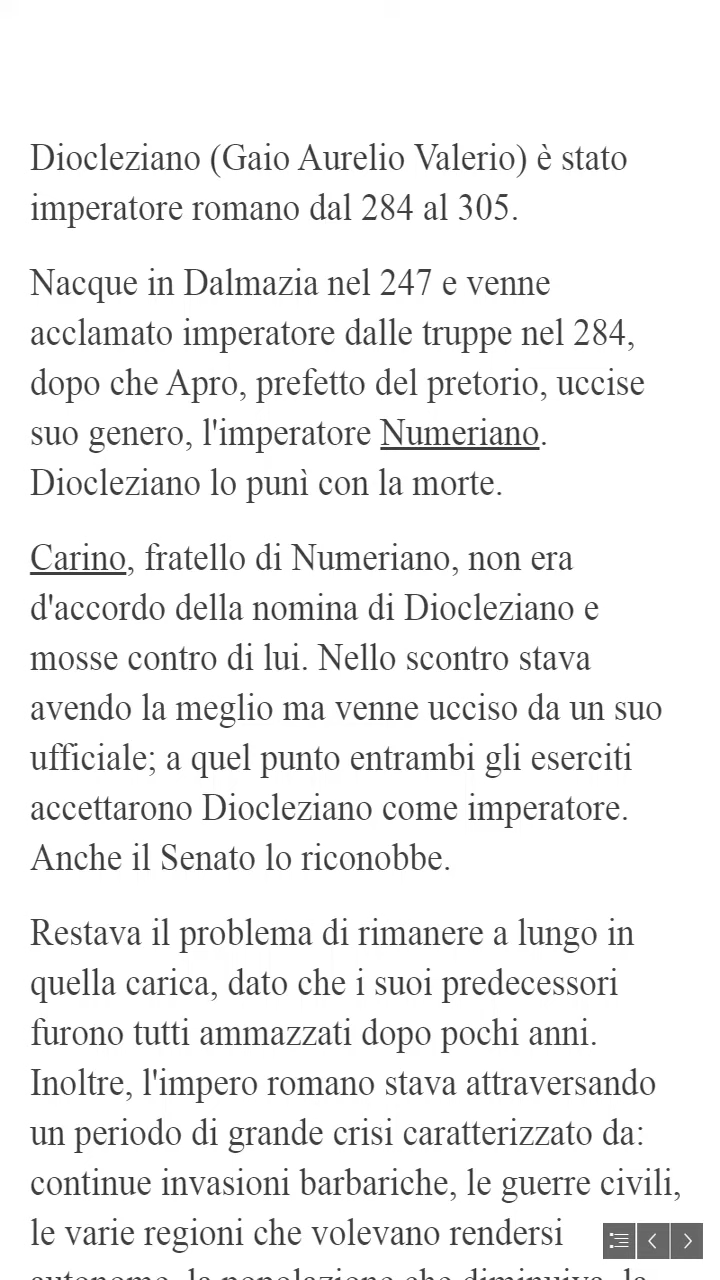 Diocleziano (Gaio Aurelio Valerio) è stato
imperatore romano dal 284 al 305.
Nacque in Dalmazia nel 247 e venne
acclamato imperatore dalle truppe nel 284,
dopo che Apro, prefetto del pretorio, uccise
suo genero, l'imperatore Numeriano.
Diocleziano lo punì con la morte.
Carino, fratello di Numeriano, non era
d'accordo della nomina di Diocleziano e
mosse contro di lui. Nello scontro stava
avendo la meglio ma venne ucciso da un suo
ufficiale; a quel punto entrambi gli eserciti
accettarono Diocleziano come imperatore.
Anche il Senato lo riconobbe.
Restava il problema di rimanere a lungo in
quella carica, dato che i suoi predecessori
furono tutti ammazzati dopo pochi anni.
Inoltre, l'impero romano stava attraversando
un periodo di grande crisi caratterizzato da:
continue invasioni barbariche, le guerre civili,
le varie regioni che volevano rendersi
autonome, la popolazione che diminuiva, la